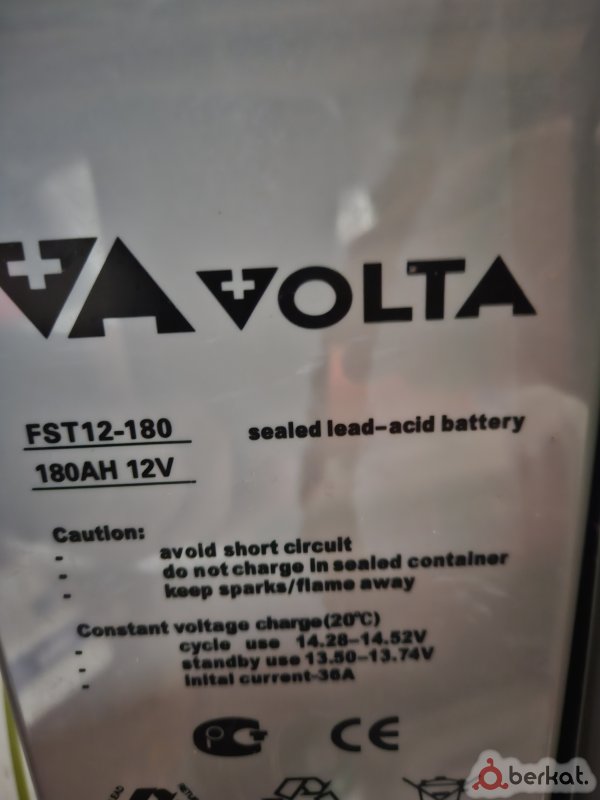 VOLTA
FST12-180
sealed lead-acid battery
180AH 12V
Caution:
- avoid short circuit
- do not charge in sealed container
- keep sparks/flame away
Constant voltage charge(20°C)
- cycle use 14.28-14.52V
- standby use 13.50-13.74V
- Inital current-36A
CE
berkat.